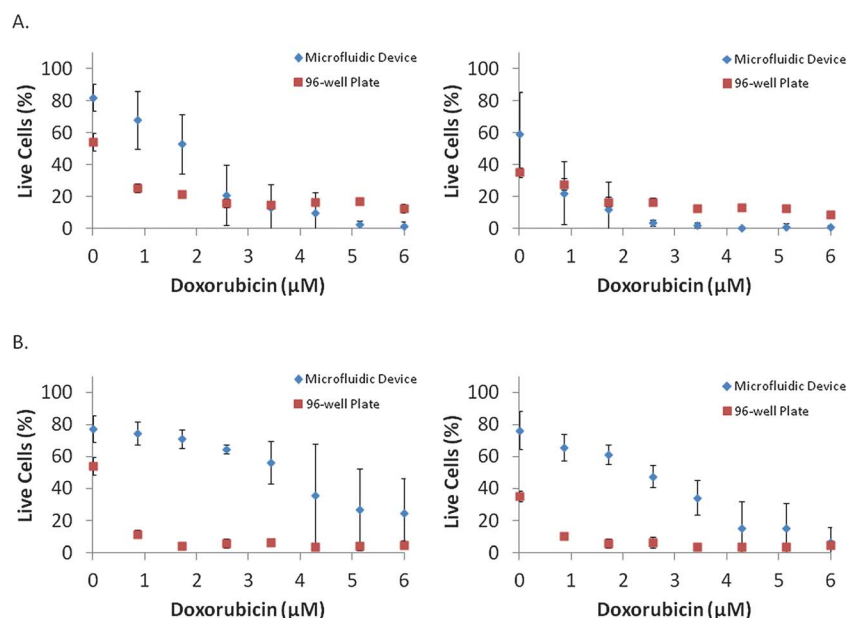 A.
Microfluidic Device
96-well Plate
100
80
60
40
20
0
Live Cells (%)
0 1 2 3 4 5 6
Doxorubicin (µM)
Microfluidic Device
96-well Plate
100
80
60
40
20
0
Live Cells (%)
0 1 2 3 4 5 6
Doxorubicin (µM)
B.
Microfluidic Device
96-well Plate
100
80
60
40
20
0
Live Cells (%)
0 1 2 3 4 5 6
Doxorubicin (µM)
Microfluidic Device
96-well Plate
100
80
60
40
20
0
Live Cells (%)
0 1 2 3 4 5 6
Doxorubicin (µM)